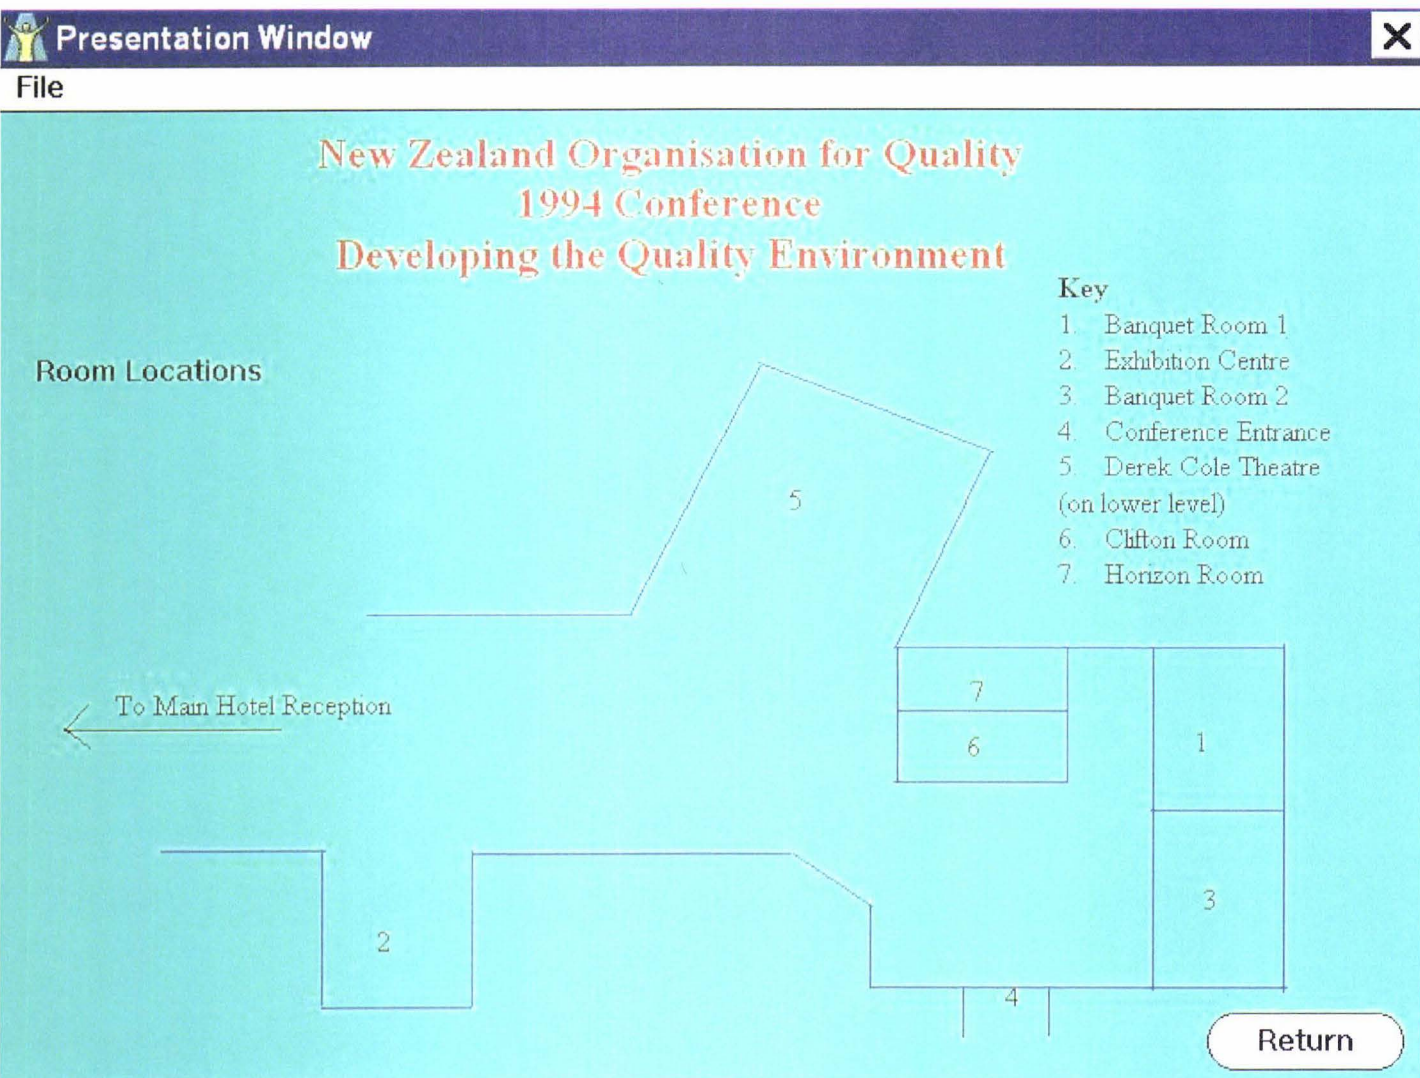 Presentation Window
File
New Zealand Organisation for Quality
1994 Conference
Developing the Quality Environment
Key
1. Banquet Room 1
2. Exhibition Centre
3. Banquet Room 2
4. Conference Entrance
5. Derek Cole Theatre
(on lower level)
6. Clifton Room
7. Horizon Room
Room Locations
5
To Main Hotel Reception
7
6
1
3
2
4
Return